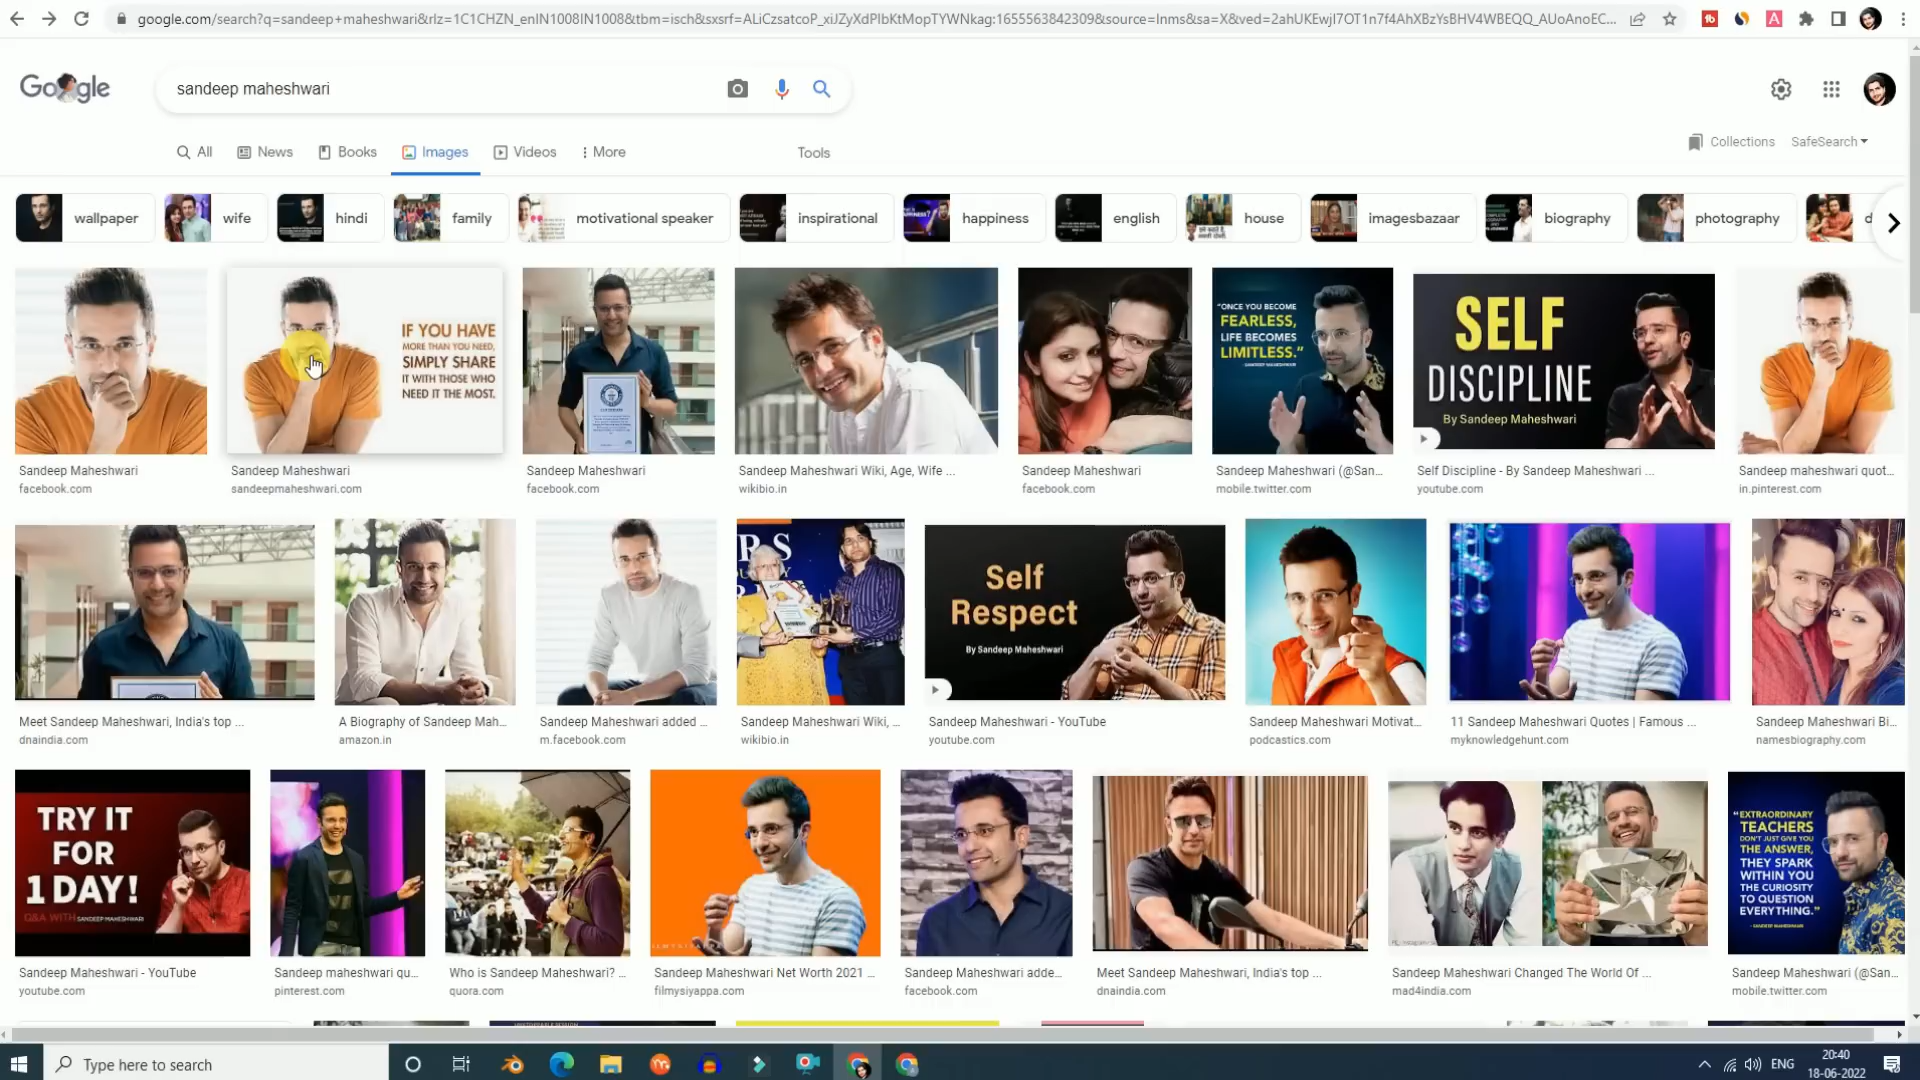 google.com/search?q=sandeep+maheshwari&rlz=1C1CHZN_enIN1008IN1008&tbm=isch&sxsrf=ALiCzsatcoP_xiJZyXdPlbKtMopTYWNkag:1655563842309&source=lnms&sa=X&ved=2ahUKEwjI7OT1n7f4AhXBzYsBHV4WBEQQ_AUoAnoEC...
Google
sandeep maheshwari
All News Books Images Videos More Tools
Collections SafeSearch
wallpaper wife hindi family motivational speaker inspirational happiness english house imagesbazaar biography photography d
IF YOU HAVE
MORE THAN YOU NEED,
SIMPLY SHARE
IT WITH THOSE WHO
NEED IT THE MOST.
"ONCE YOU BECOME
FEARLESS,
LIFE BECOMES
LIMITLESS."
- SANDEEP MAHESHWARI
SELF
DISCIPLINE
By Sandeep Maheshwari
Sandeep Maheshwari
facebook.com
Sandeep Maheshwari
sandeepmaheshwari.com
Sandeep Maheshwari
facebook.com
Sandeep Maheshwari Wiki, Age, Wife ...
wikibio.in
Sandeep Maheshwari
facebook.com
Sandeep Maheshwari (@San...
mobile.twitter.com
Self Discipline - By Sandeep Maheshwari ...
youtube.com
Sandeep maheshwari quot...
in.pinterest.com
Self
Respect
By Sandeep Maheshwari
Meet Sandeep Maheshwari, India's top ...
dnaindia.com
A Biography of Sandeep Mah...
amazon.in
Sandeep Maheshwari added ...
m.facebook.com
Sandeep Maheshwari Wiki, ...
wikibio.in
Sandeep Maheshwari - YouTube
youtube.com
Sandeep Maheshwari Motivat...
podcastics.com
11 Sandeep Maheshwari Quotes | Famous ...
myknowledgehunt.com
Sandeep Maheshwari Bi...
namesbiography.com
TRY IT
FOR
1 DAY!
Q&A WITH SANDEEP MAHESHWARI
FILMYSIYAPPA
"EXTRAORDINARY
TEACHERS
DON'T JUST GIVE YOU
THE ANSWER,
THEY SPARK
WITHIN YOU
THE CURIOSITY
TO QUESTION
EVERYTHING."
- SANDEEP MAHESHWARI
Sandeep Maheshwari - YouTube
youtube.com
Sandeep maheshwari qu...
pinterest.com
Who is Sandeep Maheshwari? ...
quora.com
Sandeep Maheshwari Net Worth 2021 ...
filmysiyappa.com
Sandeep Maheshwari adde...
facebook.com
Meet Sandeep Maheshwari, India's top ...
dnaindia.com
Sandeep Maheshwari Changed The World Of ...
mad4india.com
Sandeep Maheshwari (@San...
mobile.twitter.com
Type here to search
ENG
20:40
18-06-2022